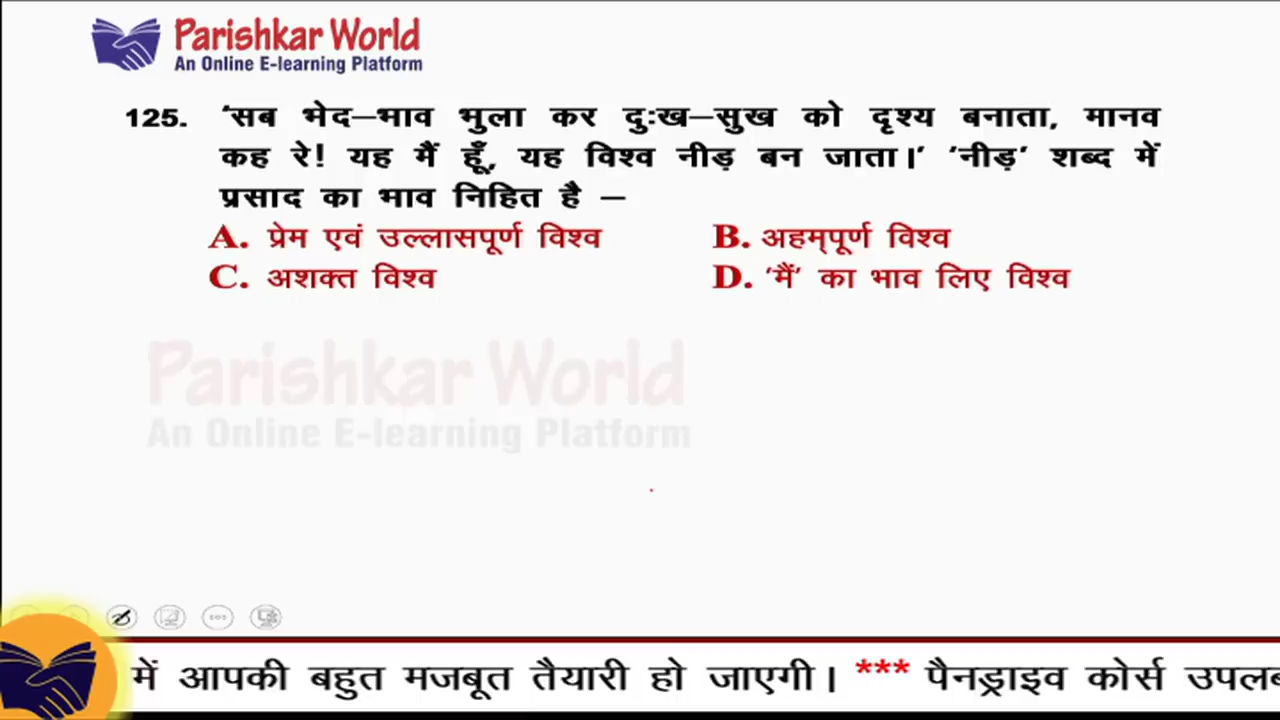 Parishkar World
An Online E-learning Platform
125. 'सब भेद–भाव भुला कर दुःख–सुख को दृश्य बनाता, मानव
कह रे! यह मैं हूँ, यह विश्व नीड़ बन जाता।' 'नीड़' शब्द में
प्रसाद का भाव निहित है –
A. प्रेम एवं उल्लासपूर्ण विश्व B. अहम्पूर्ण विश्व
C. अशक्त विश्व D. 'मैं' का भाव लिए विश्व
Parishkar World
An Online E-learning Platform
में आपकी बहुत मजबूत तैयारी हो जाएगी। *** पैनड्राइव कोर्स